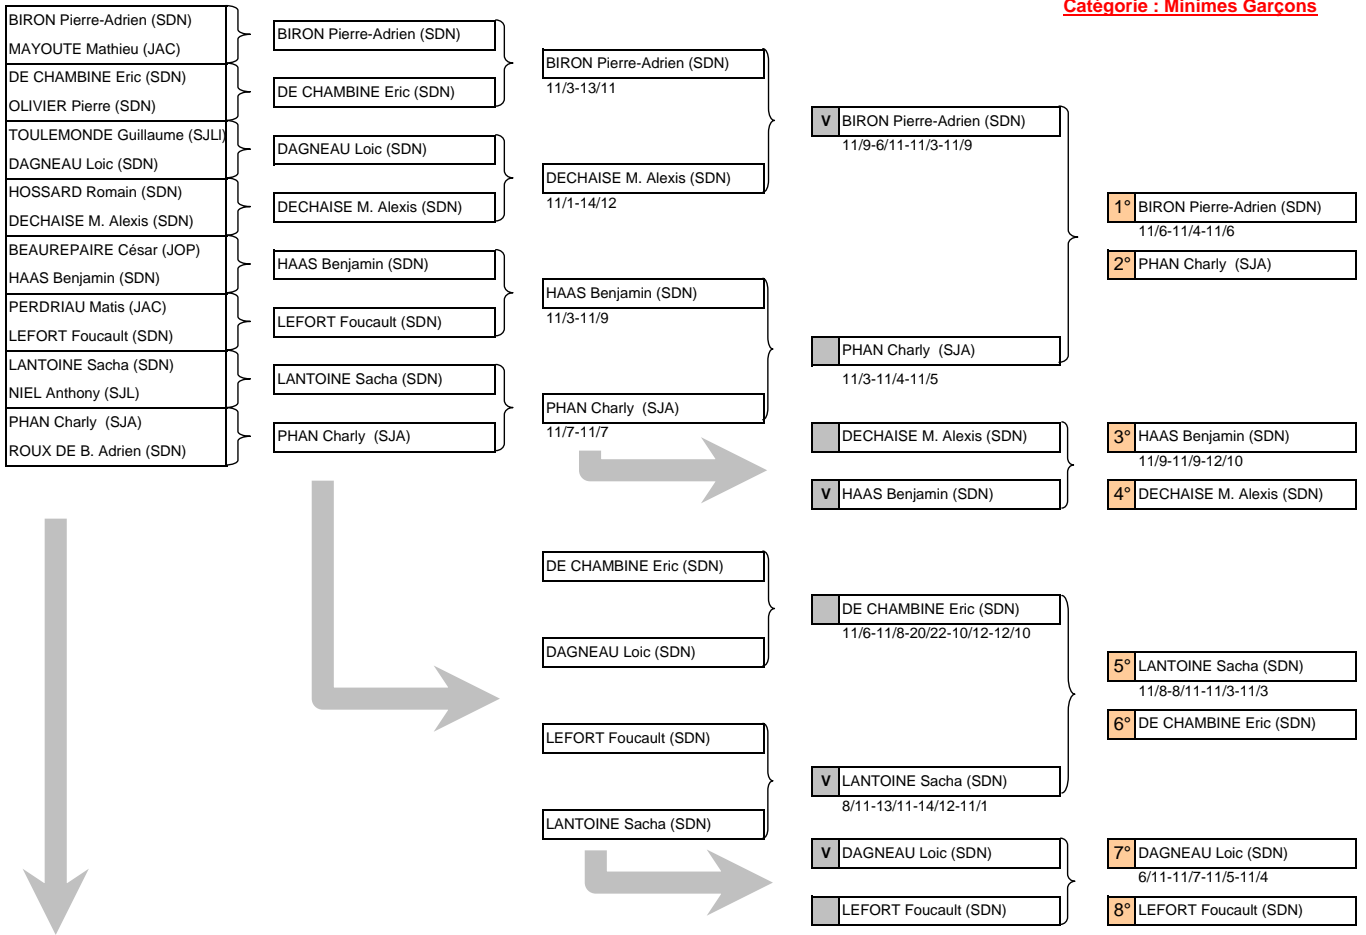 Catégorie : Minimes Garçons
BIRON Pierre-Adrien (SDN)
MAYOUTE Mathieu (JAC)
DE CHAMBINE Eric (SDN)
OLIVIER Pierre (SDN)
TOULEMONDE Guillaume (SJLI)
DAGNEAU Loic (SDN)
HOSSARD Romain (SDN)
DECHAISE M. Alexis (SDN)
BEAUREPAIRE César (JOP)
HAAS Benjamin (SDN)
PERDRIAU Matis (JAC)
LEFORT Foucault (SDN)
LANTOINE Sacha (SDN)
NIEL Anthony (SJL)
PHAN Charly (SJA)
ROUX DE B. Adrien (SDN)
BIRON Pierre-Adrien (SDN)
DE CHAMBINE Eric (SDN)
DAGNEAU Loic (SDN)
DECHAISE M. Alexis (SDN)
HAAS Benjamin (SDN)
LEFORT Foucault (SDN)
LANTOINE Sacha (SDN)
PHAN Charly (SJA)
BIRON Pierre-Adrien (SDN)
11/3-13/11
DECHAISE M. Alexis (SDN)
11/1-14/12
HAAS Benjamin (SDN)
11/3-11/9
PHAN Charly (SJA)
11/7-11/7
DE CHAMBINE Eric (SDN)
DAGNEAU Loic (SDN)
LEFORT Foucault (SDN)
LANTOINE Sacha (SDN)
V BIRON Pierre-Adrien (SDN)
11/9-6/11-11/3-11/9
PHAN Charly (SJA)
11/3-11/4-11/5
DECHAISE M. Alexis (SDN)
V HAAS Benjamin (SDN)
DE CHAMBINE Eric (SDN)
11/6-11/8-20/22-10/12-12/10
V LANTOINE Sacha (SDN)
8/11-13/11-14/12-11/1
V DAGNEAU Loic (SDN)
LEFORT Foucault (SDN)
1° BIRON Pierre-Adrien (SDN)
11/6-11/4-11/6
2° PHAN Charly (SJA)
3° HAAS Benjamin (SDN)
11/9-11/9-12/10
4° DECHAISE M. Alexis (SDN)
5° LANTOINE Sacha (SDN)
11/8-8/11-11/3-11/3
6° DE CHAMBINE Eric (SDN)
7° DAGNEAU Loic (SDN)
6/11-11/7-11/5-11/4
8° LEFORT Foucault (SDN)